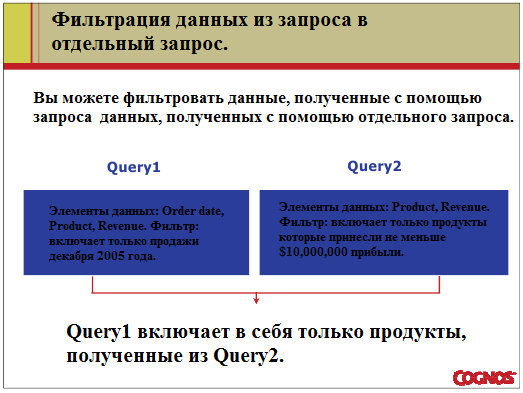 Фильтрация данных из запроса в
отдельный запрос.
Вы можете фильтровать данные, полученные с помощью
запроса данных, полученных с помощью отдельного запроса.
Query1
Элементы данных: Order date,
Product, Revenue. Фильтр:
включает только продажи
декабря 2005 года.
Query2
Элементы данных: Product, Revenue.
Фильтр: включает только продукты
которые принесли не меньше
$10,000,000 прибыли.
Query1 включает в себя только продукты,
полученные из Query2.
COGNOS